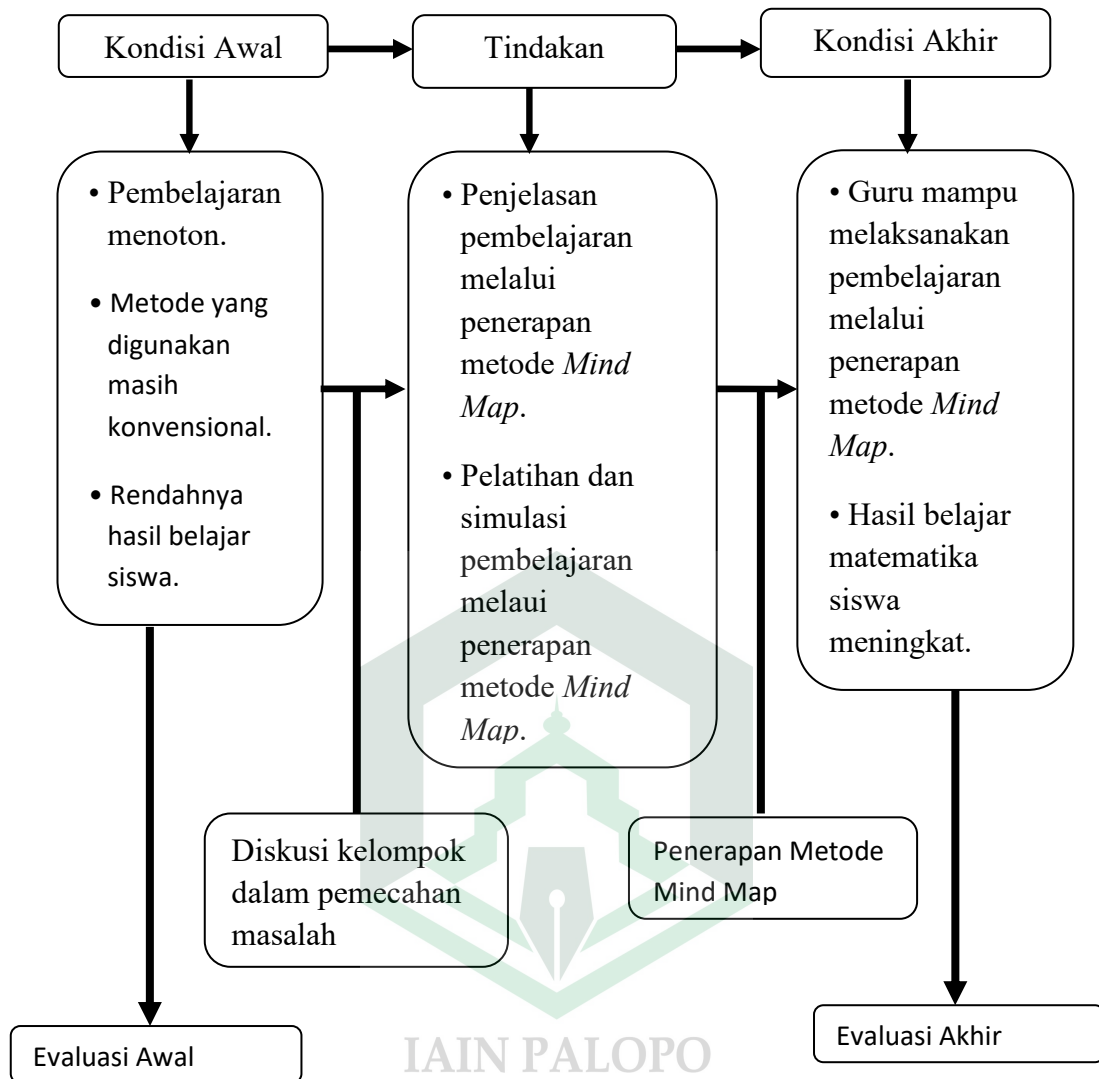 Kondisi Awal
Tindakan
Kondisi Akhir
• Pembelajaran
menoton.
• Metode yang
digunakan
masih
konvensional.
• Rendahnya
hasil belajar
siswa.
• Penjelasan
pembelajaran
melalui
penerapan
metode Mind
Map.
• Pelatihan dan
simulasi
pembelajaran
melaui
penerapan
metode Mind
Map.
• Guru mampu
melaksanakan
pembelajaran
melalui
penerapan
metode Mind
Map.
• Hasil belajar
matematika
siswa
meningkat.
Diskusi kelompok
dalam pemecahan
masalah
Penerapan Metode
Mind Map
Evaluasi Awal
Evaluasi Akhir
IAIN PALOPO